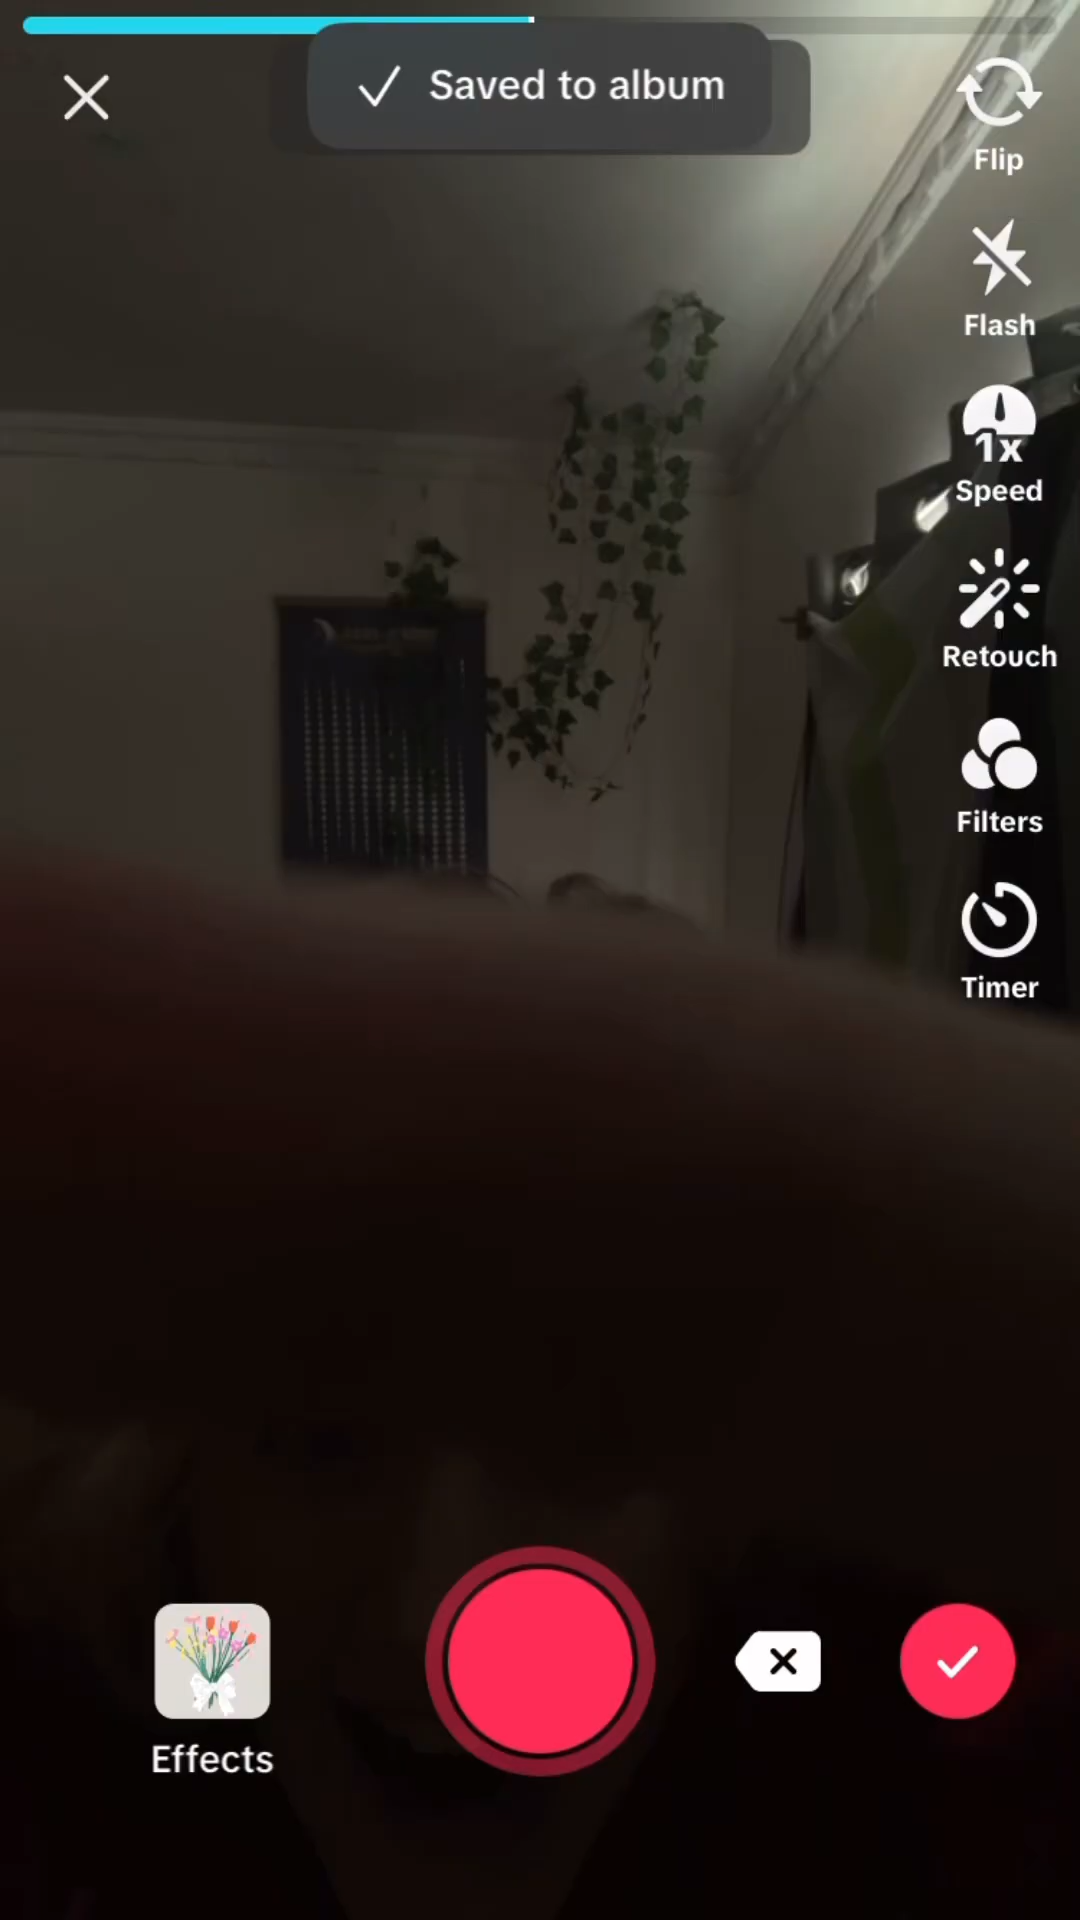 Saved to album
Flip
Flash
1x
Speed
Retouch
Filters
Timer
Effects